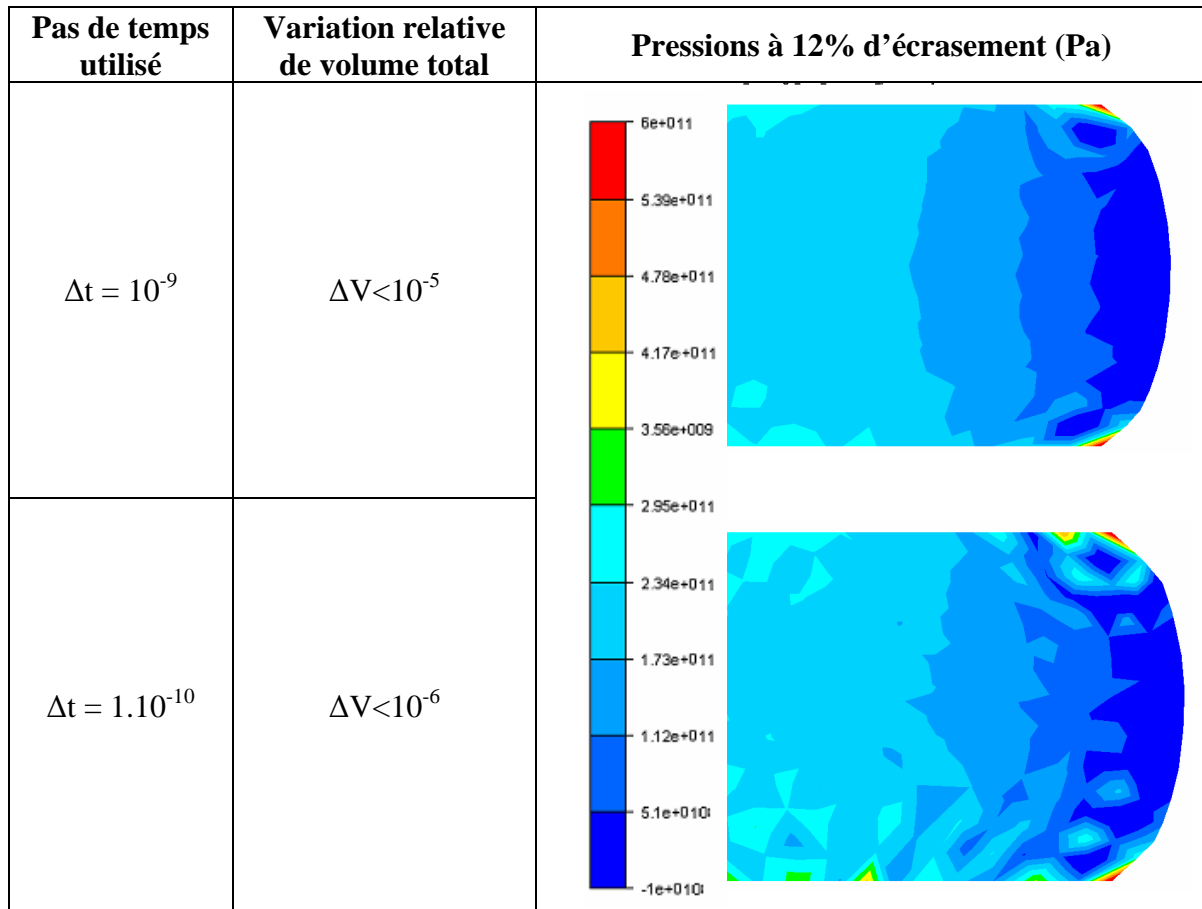 Pas de temps
utilisé
Variation relative
de volume total
Pressions à 12% d’écrasement (Pa)
Δt = 10⁻⁹
ΔV<10⁻⁵
6e+011
5.39e+011
4.78e+011
4.17e+011
3.56e+009
2.95e+011
2.34e+011
1.73e+011
1.12e+011
5.1e+010
-1e+010
Δt = 1.10⁻¹⁰
ΔV<10⁻⁶